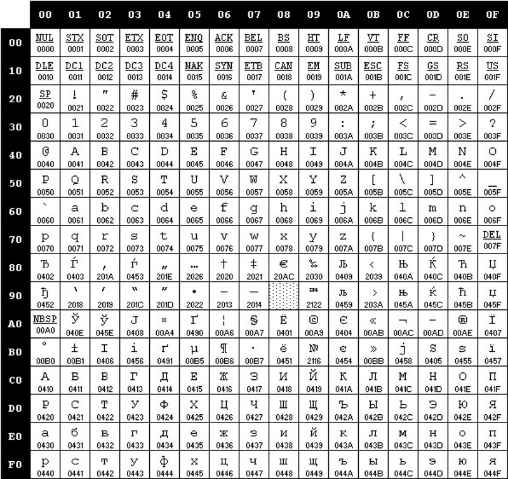 00 01 02 03 04 05 06 07 08 09 0A 0B 0C 0D 0E 0F
00 NUL STX SOT ETX EOT ENQ ACK BEL BS HT LF VT FF CR SO SI
0000 0001 0002 0003 0004 0005 0006 0007 0008 0009 000A 000B 000C 000D 000E 000F
10 DLE DC1 DC2 DC3 DC4 NAK SYN ETB CAN EM SUB ESC FS GS RS US
0010 0011 0012 0013 0014 0015 0016 0017 0018 0019 001A 001B 001C 001D 001E 001F
20 SP ! " # $ % & ' ( ) * + , - . /
0020 0021 0022 0023 0024 0025 0026 0027 0028 0029 002A 002B 002C 002D 002E 002F
30 0 1 2 3 4 5 6 7 8 9 : ; < = > ?
0030 0031 0032 0033 0034 0035 0036 0037 0038 0039 003A 003B 003C 003D 003E 003F
40 @ A B C D E F G H I J K L M N O
0040 0041 0042 0043 0044 0045 0046 0047 0048 0049 004A 004B 004C 004D 004E 004F
50 P Q R S T U V W X Y Z [ \ ] ^ _
0050 0051 0052 0053 0054 0055 0056 0057 0058 0059 005A 005B 005C 005D 005E 005F
60 ` a b c d e f g h i j k l m n o
0060 0061 0062 0063 0064 0065 0066 0067 0068 0069 006A 006B 006C 006D 006E 006F
70 p q r s t u v w x y z { | } ~ DEL
0070 0071 0072 0073 0074 0075 0076 0077 0078 0079 007A 007B 007C 007D 007E 007F
80 Ђ Ѓ ‚ ѓ „ … † ‡ € ‰ Љ ‹ Њ Ќ Ћ Џ
0402 0403 201A 0453 201E 2026 2020 2021 20AC 2030 0409 2039 040A 040C 040B 040F
90 ђ ‘ ’ “ ” • – — ™ љ › њ ќ ћ џ
0452 2018 2019 201C 201D 2022 2013 2014 2122 0459 203A 045A 045C 045B 045F
A0 NBSP Ў ў Ј ¤ Ґ ¦ § Ё © Є « ¬ - ® Ї
00A0 040E 045E 0408 00A4 0490 00A6 00A7 0401 00A9 0404 00AB 00AC 00AD 00AE 0407
B0 ° ± І і ґ µ ¶ · ё № є » ј Ѕ ѕ ї
00B0 00B1 0406 0456 0491 00B5 00B6 00B7 0451 2116 0454 00BB 0458 0405 0455 0457
C0 А Б В Г Д Е Ж З И Й К Л М Н О П
0410 0411 0412 0413 0414 0415 0416 0417 0418 0419 041A 041B 041C 041D 041E 041F
D0 Р С Т У Ф Х Ц Ч Ш Щ Ъ Ы Ь Э Ю Я
0420 0421 0422 0423 0424 0425 0426 0427 0428 0429 042A 042B 042C 042D 042E 042F
E0 а б в г д е ж з и й к л м н о п
0430 0431 0432 0433 0434 0435 0436 0437 0438 0439 043A 043B 043C 043D 043E 043F
F0 р с т у ф х ц ч ш щ ъ ы ь э ю я
0440 0441 0442 0443 0444 0445 0446 0447 0448 0449 044A 044B 044C 044D 044E 044F